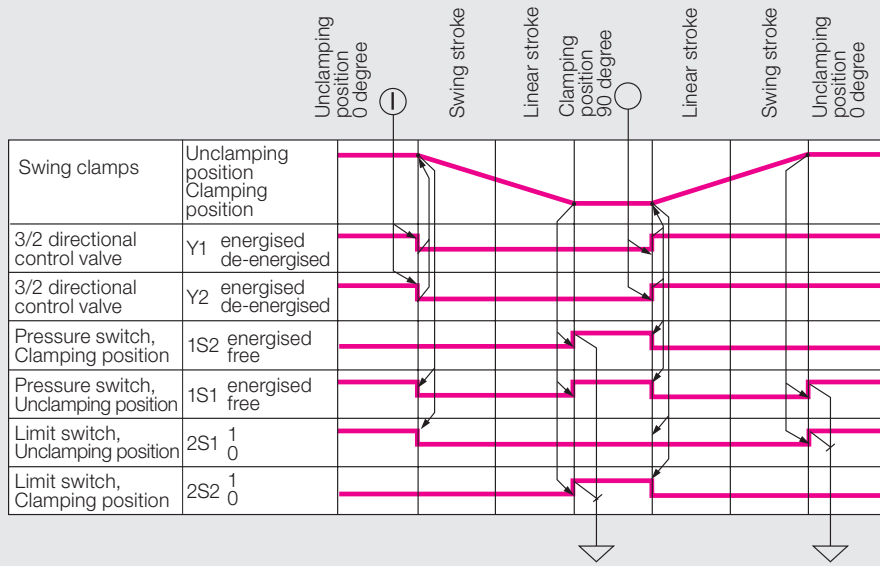 Unclamping
position
0 degree
Swing stroke
Linear stroke
Clamping
position
90 degree
Linear stroke
Swing stroke
Unclamping
position
0 degree
Swing clamps
Unclamping
position
Clamping
position
3/2 directional
control valve
Y1 energised
de-energised
3/2 directional
control valve
Y2 energised
de-energised
Pressure switch,
Clamping position
1S2 energised
free
Pressure switch,
Unclamping position
1S1 energised
free
Limit switch,
Unclamping position
2S1 1
0
Limit switch,
Clamping position
2S2 1
0